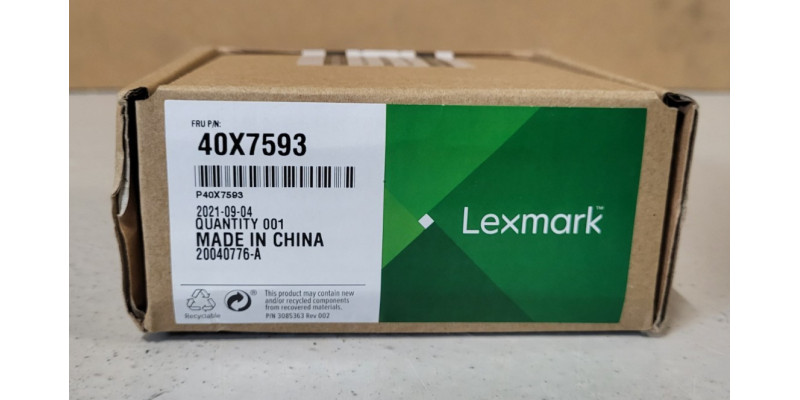 FRU P/N:
40X7593
P40X7593
2021-09-04
QUANTITY 001
MADE IN CHINA
20040776-A
Recyclable
®
This product may contain new
and/or recycled components
from recovered materials.
P/N 3085363 Rev 002
Lexmark™